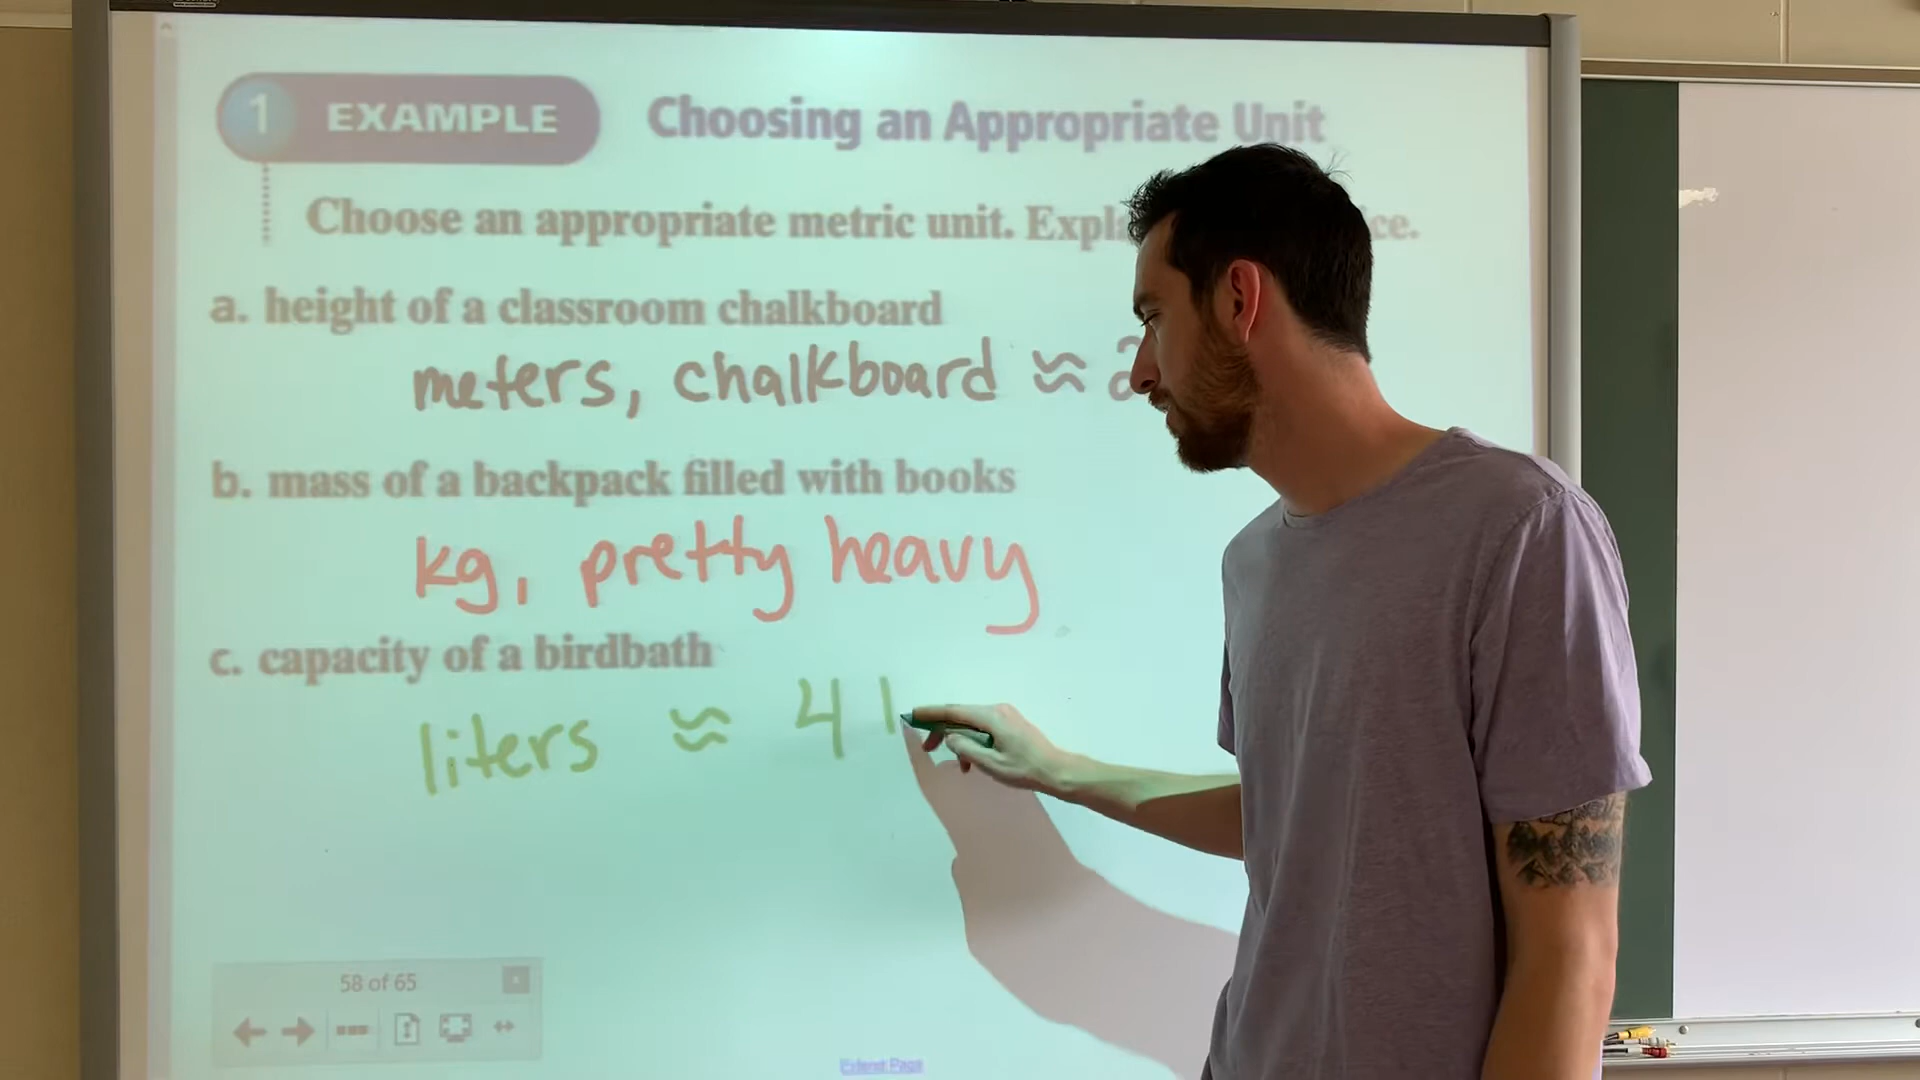 1 EXAMPLE Choosing an Appropriate Unit
Choose an appropriate metric unit.
a. height of a classroom chalkboard
meters, chalkboard ≈ 2
b. mass of a backpack filled with books
kg, pretty heavy
c. capacity of a birdbath
liters ≈ 4 l
58 of 65
Extend Page